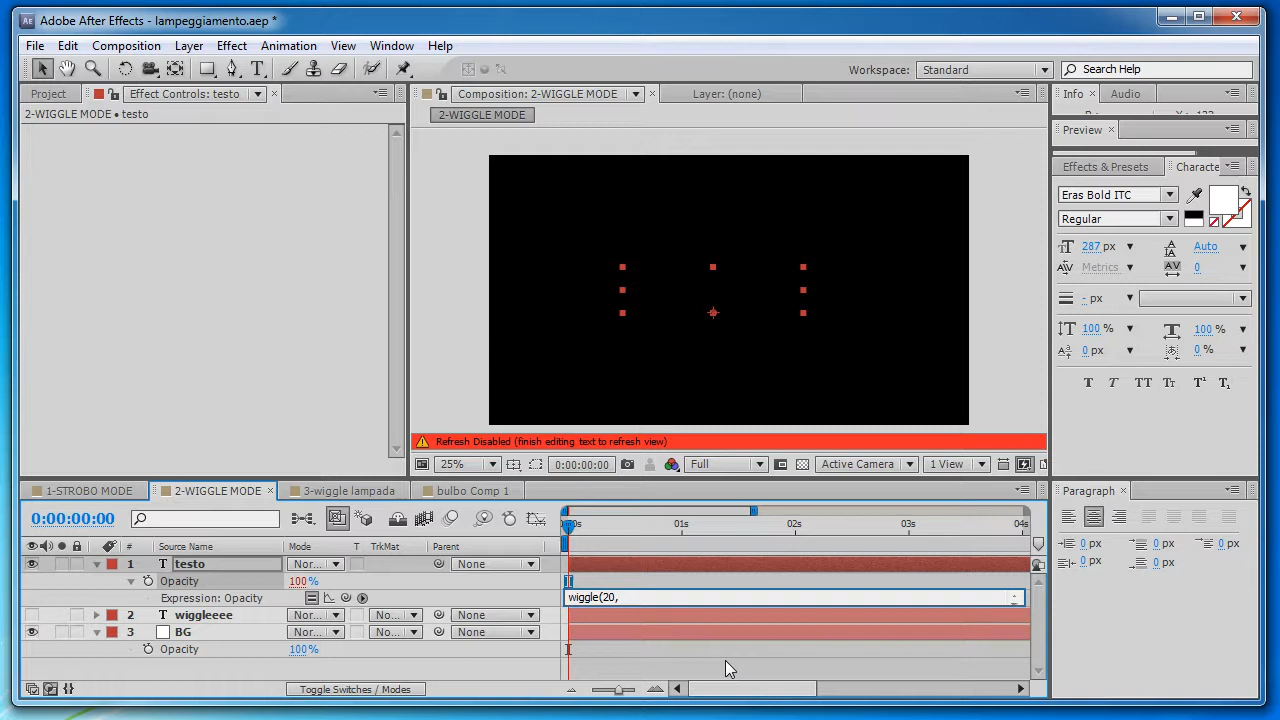 Adobe After Effects - lampeggiamento.aep *
File Edit Composition Layer Effect Animation View Window Help
Workspace: Standard Search Help
Project Effect Controls: testo
2-WIGGLE MODE • testo
Composition: 2-WIGGLE MODE Layer: (none)
2-WIGGLE MODE
Info Audio
Preview
Effects & Presets Characte
Eras Bold ITC
Regular
287 px Auto
Metrics 0
- px
100 % 100 %
0 px 0 %
T T TT Tt T¹ T₁
Refresh Disabled (finish editing text to refresh view)
25% 0:00:00:00 Full Active Camera 1 View
1-STROBO MODE 2-WIGGLE MODE 3-wiggle lampada bulbo Comp 1
Paragraph
0:00:00:00
01s 02s 03s 04s
# Source Name Mode T TrkMat Parent
1 T testo Nor... None
Opacity 100 %
Expression: Opacity
wiggle(20,
2 T wiggleeee No... No... None
3 BG Nor... No... None
Opacity 100 %
Toggle Switches / Modes
0 px 0 px 0 px
0 px 0 px